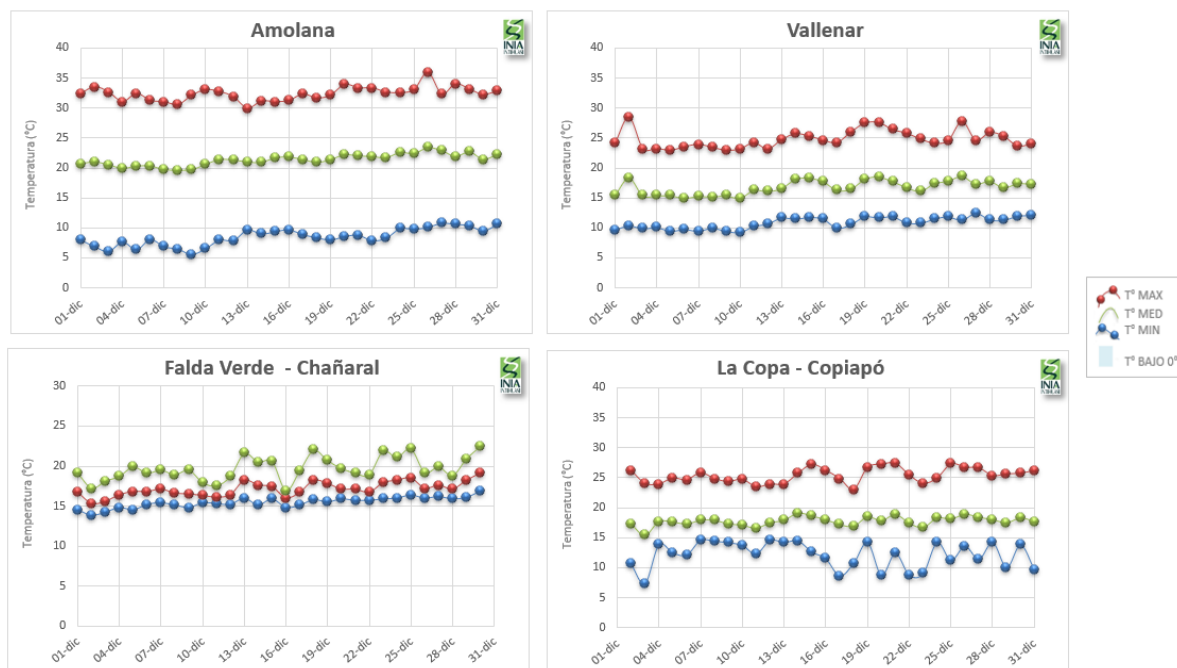 Amolana
INIA
INTIHUASI
Temperatura (°C)
40
35
30
25
20
15
10
5
0
01-dic
04-dic
07-dic
10-dic
13-dic
16-dic
19-dic
22-dic
25-dic
28-dic
31-dic
Vallenar
INIA
INTIHUASI
Temperatura (°C)
40
35
30
25
20
15
10
5
0
01-dic
04-dic
07-dic
10-dic
13-dic
16-dic
19-dic
22-dic
25-dic
28-dic
31-dic
T° MAX
T° MED
T° MIN
T° BAJO 0°
Falda Verde - Chañaral
INIA
INTIHUASI
Temperatura (°C)
30
25
20
15
10
5
0
01-dic
04-dic
07-dic
10-dic
13-dic
16-dic
19-dic
22-dic
25-dic
28-dic
31-dic
La Copa - Copiapó
INIA
INTIHUASI
Temperatura (°C)
40
35
30
25
20
15
10
5
0
01-dic
04-dic
07-dic
10-dic
13-dic
16-dic
19-dic
22-dic
25-dic
28-dic
31-dic